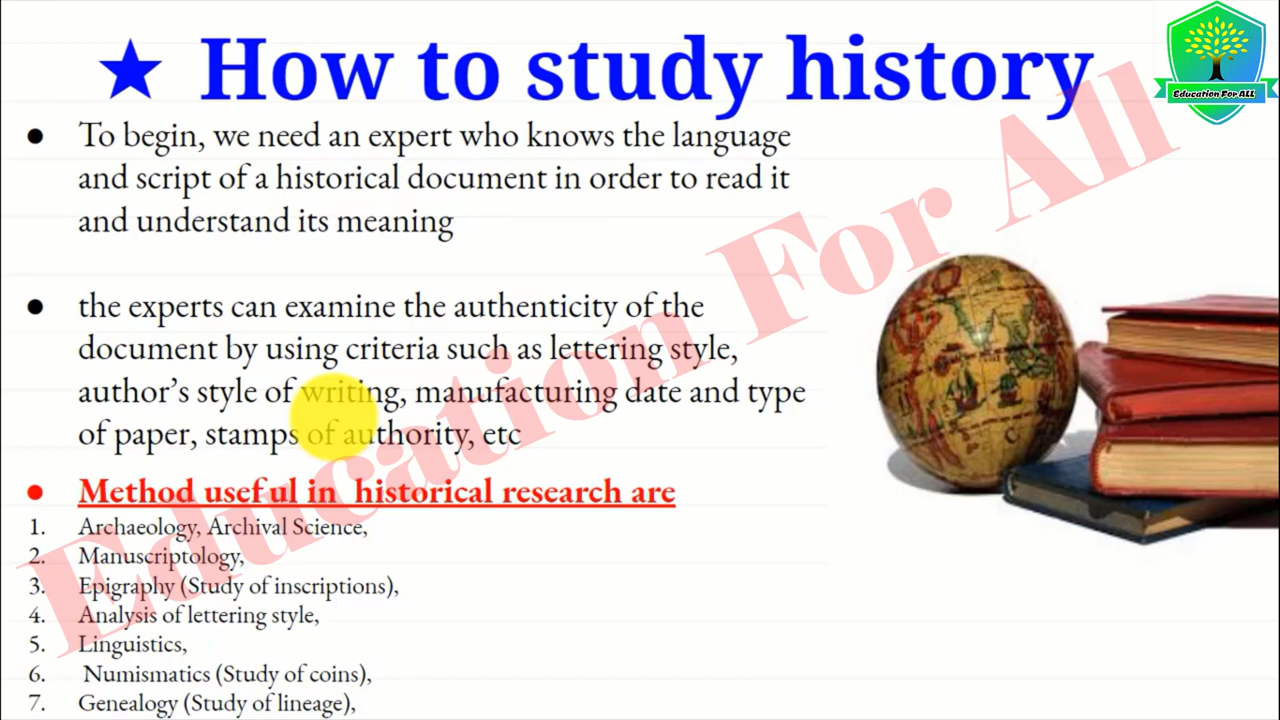 ★ How to study history
Education For ALL
● To begin, we need an expert who knows the language
and script of a historical document in order to read it
and understand its meaning
● the experts can examine the authenticity of the
document by using criteria such as lettering style,
author’s style of writing, manufacturing date and type
of paper, stamps of authority, etc
● Method useful in historical research are
1. Archaeology, Archival Science,
2. Manuscriptology,
3. Epigraphy (Study of inscriptions),
4. Analysis of lettering style,
5. Linguistics,
6. Numismatics (Study of coins),
7. Genealogy (Study of lineage),
Education For All